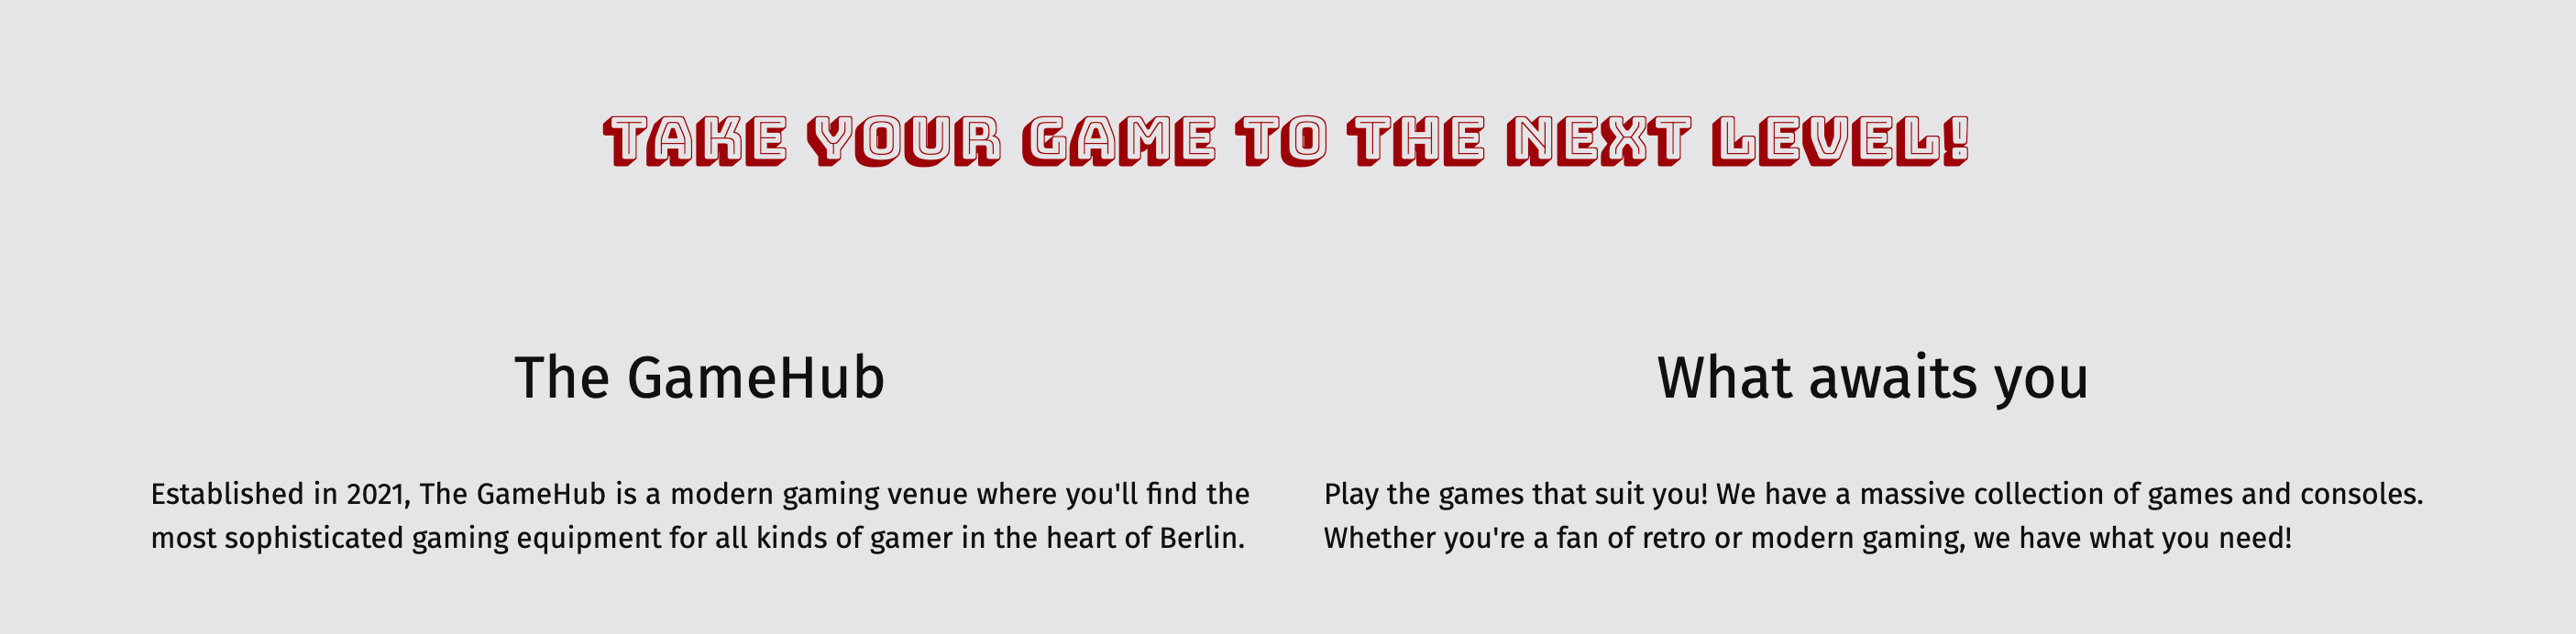 TAKE YOUR GAME TO THE NEXT LEVEL!
The GameHub
Established in 2021, The GameHub is a modern gaming venue where you'll find the
most sophisticated gaming equipment for all kinds of gamer in the heart of Berlin.
What awaits you
Play the games that suit you! We have a massive collection of games and consoles.
Whether you're a fan of retro or modern gaming, we have what you need!